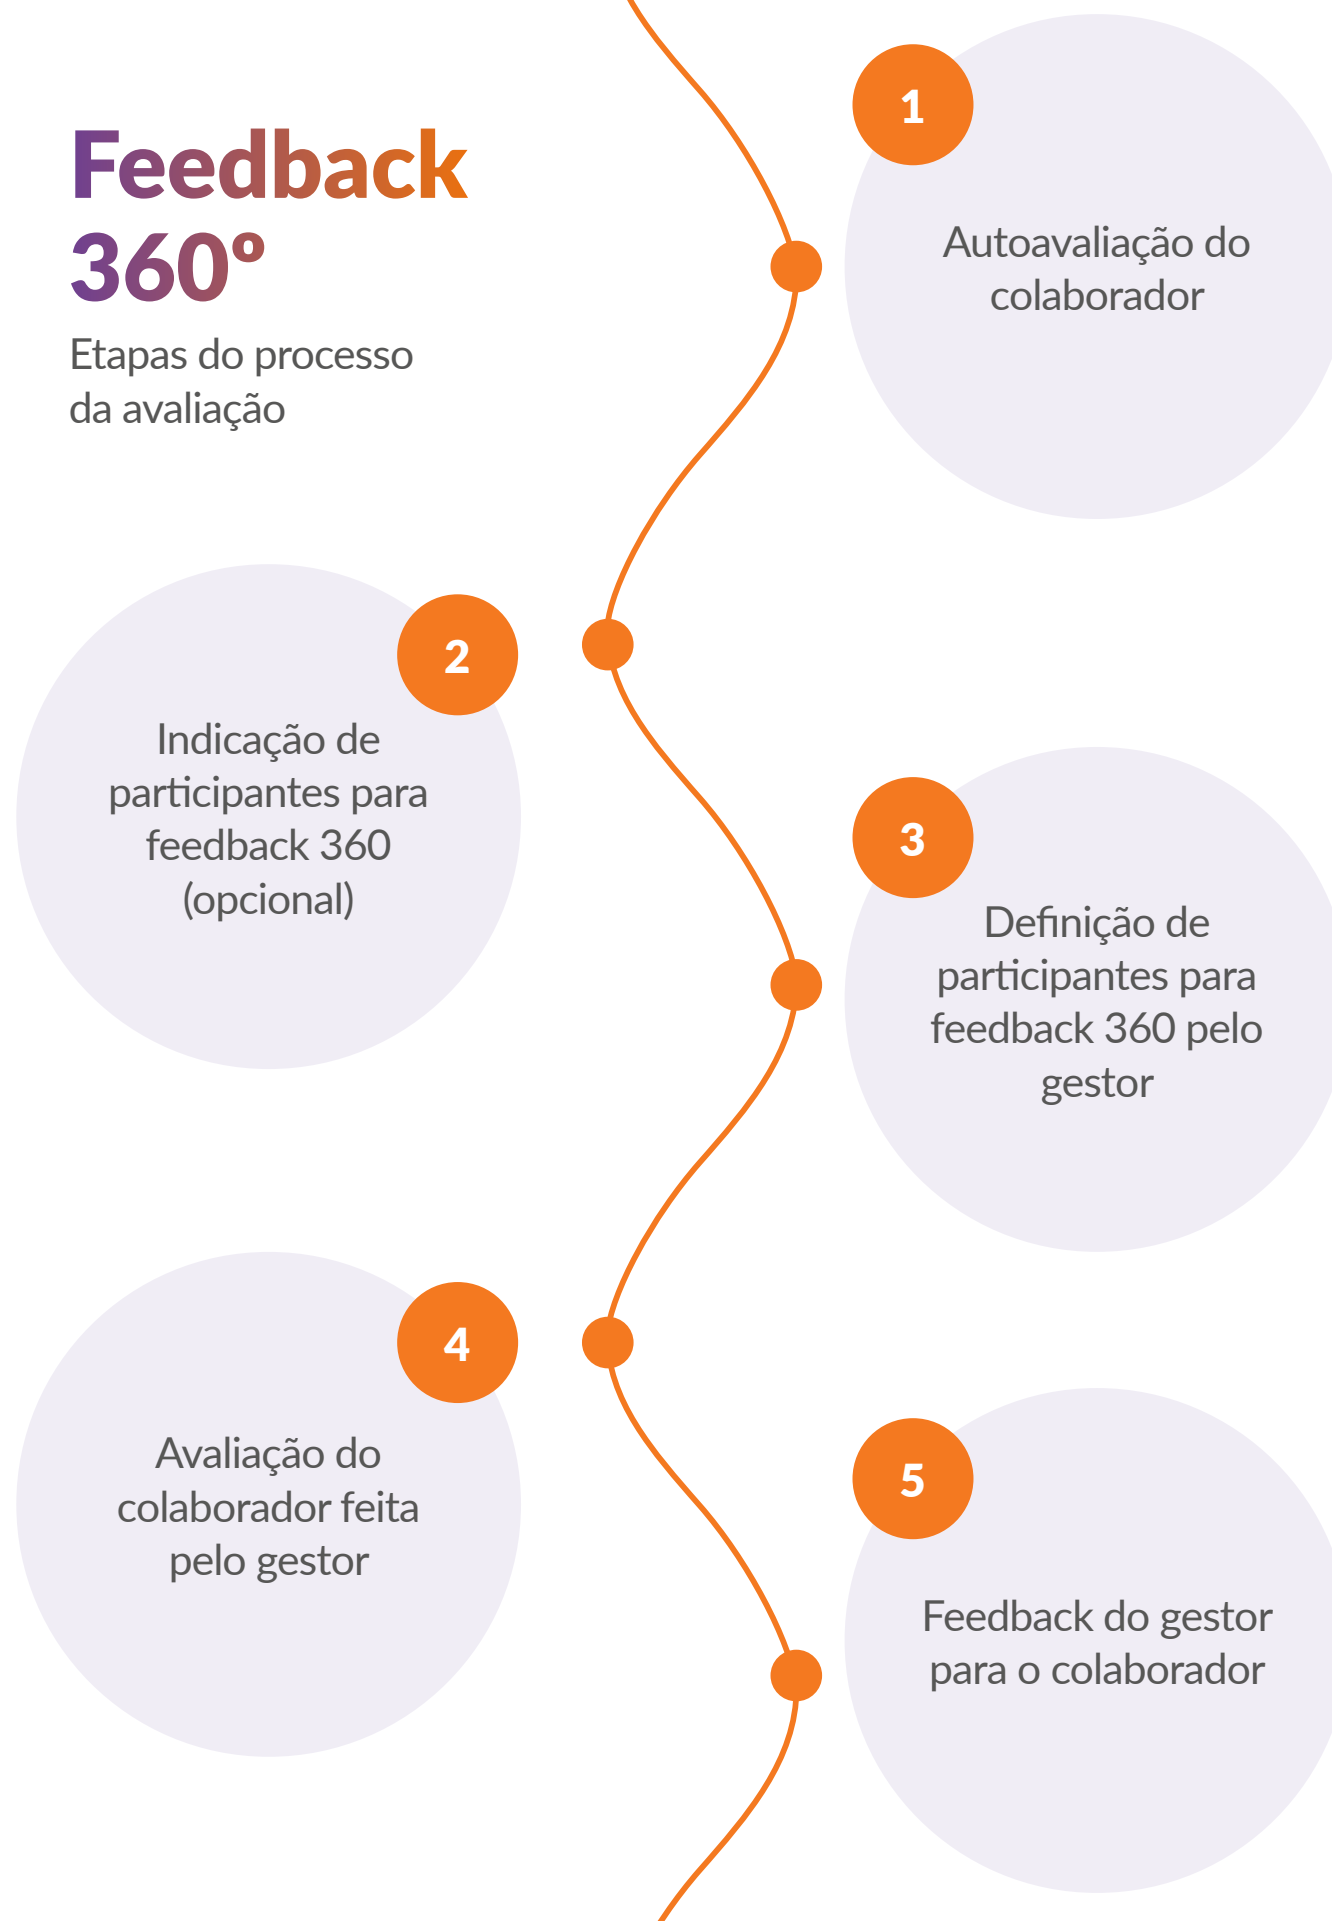 Feedback
360º
Etapas do processo
da avaliação
1
Autoavaliação do
colaborador
2
Indicação de
participantes para
feedback 360
(opcional)
3
Definição de
participantes para
feedback 360 pelo
gestor
4
Avaliação do
colaborador feita
pelo gestor
5
Feedback do gestor
para o colaborador